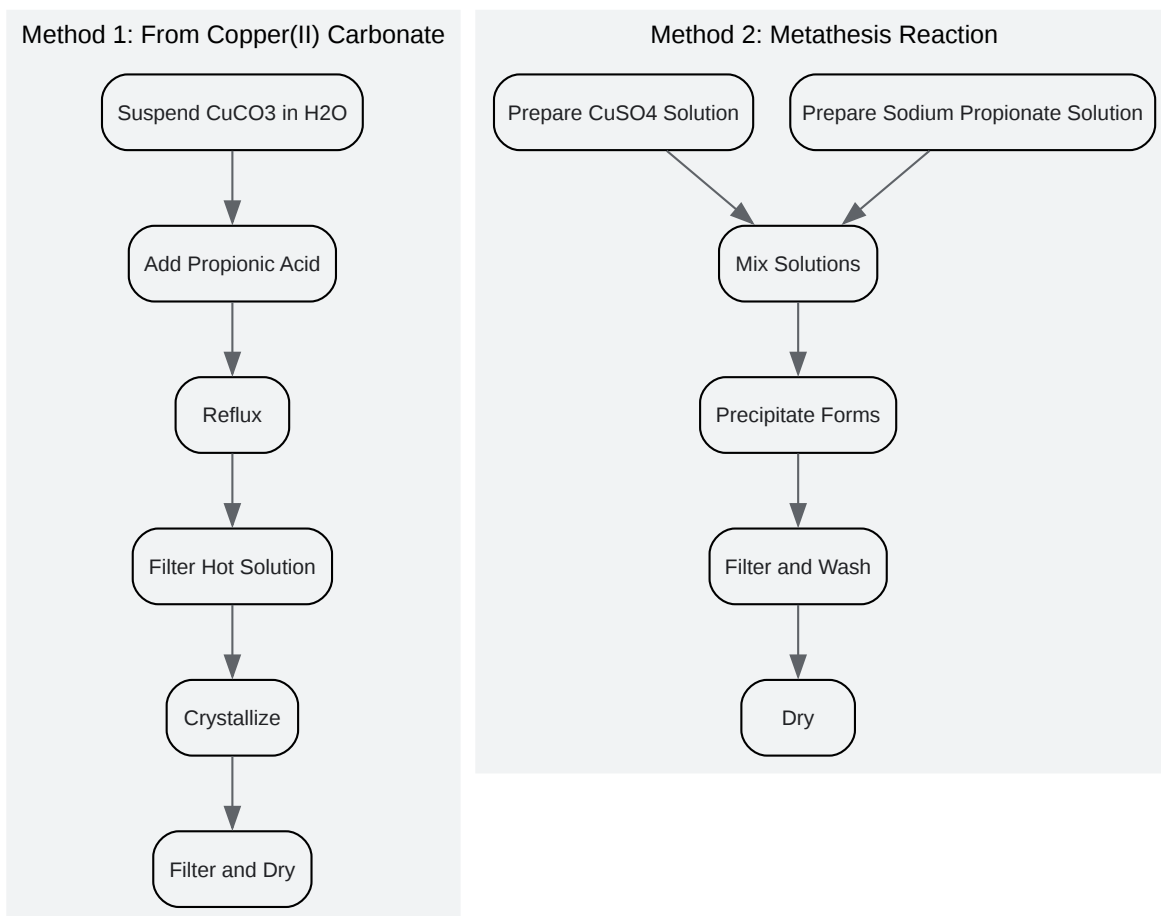 Method 1: From Copper(II) Carbonate
Suspend CuCO3 in H2O
Add Propionic Acid
Reflux
Filter Hot Solution
Crystallize
Filter and Dry
Method 2: Metathesis Reaction
Prepare CuSO4 Solution
Prepare Sodium Propionate Solution
Mix Solutions
Precipitate Forms
Filter and Wash
Dry